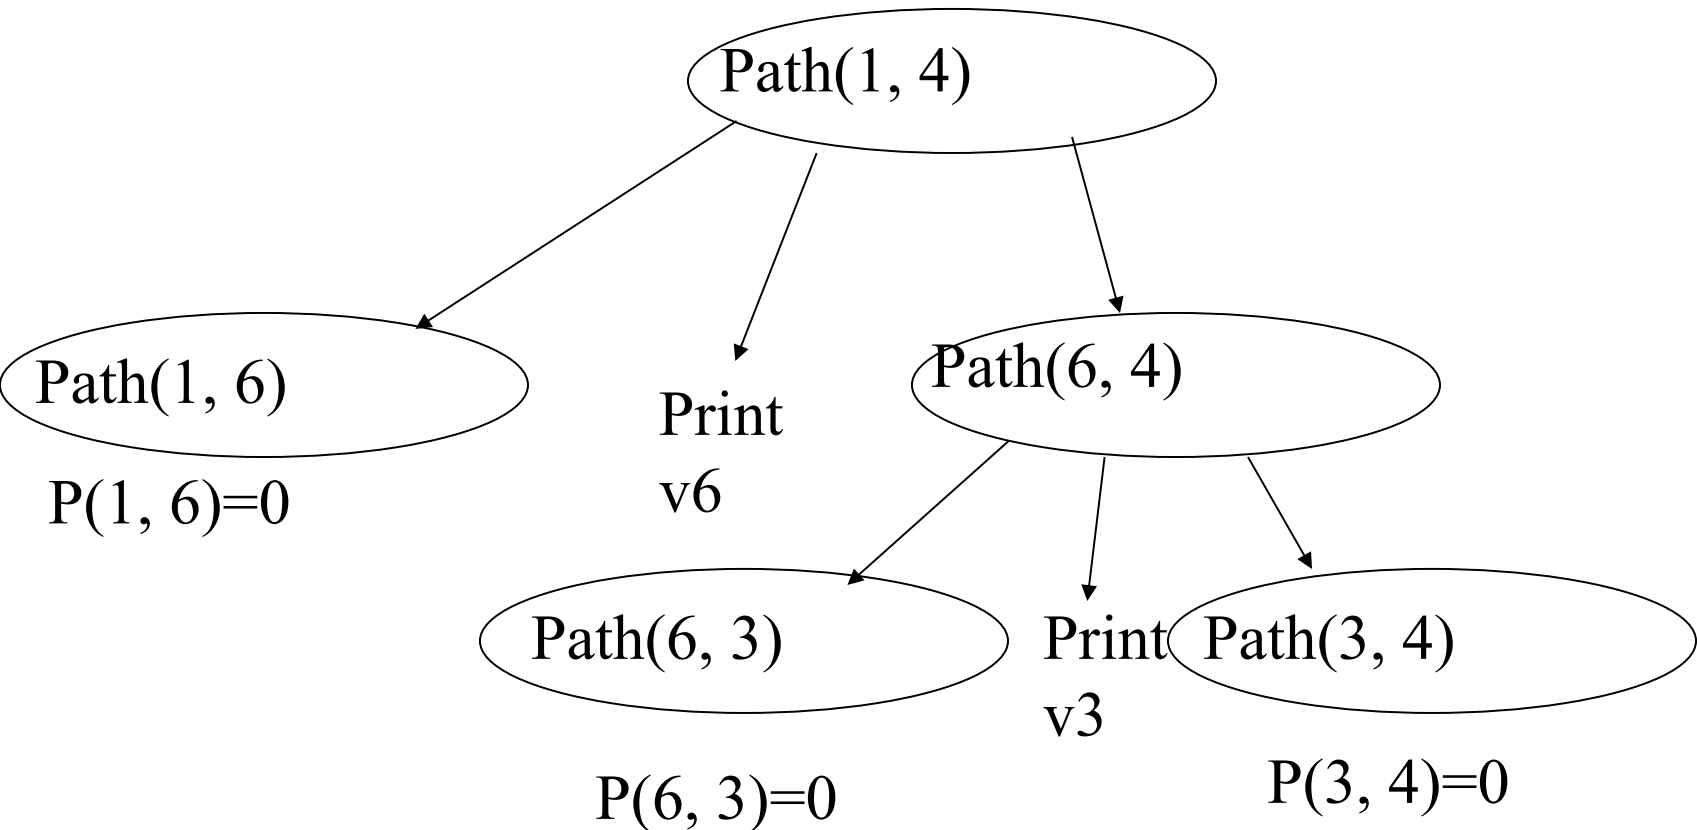 Path(1, 4)
Path(1, 6)
Print
v6
Path(6, 4)
P(1, 6)=0
Path(6, 3)
Print
v3
Path(3, 4)
P(6, 3)=0
P(3, 4)=0